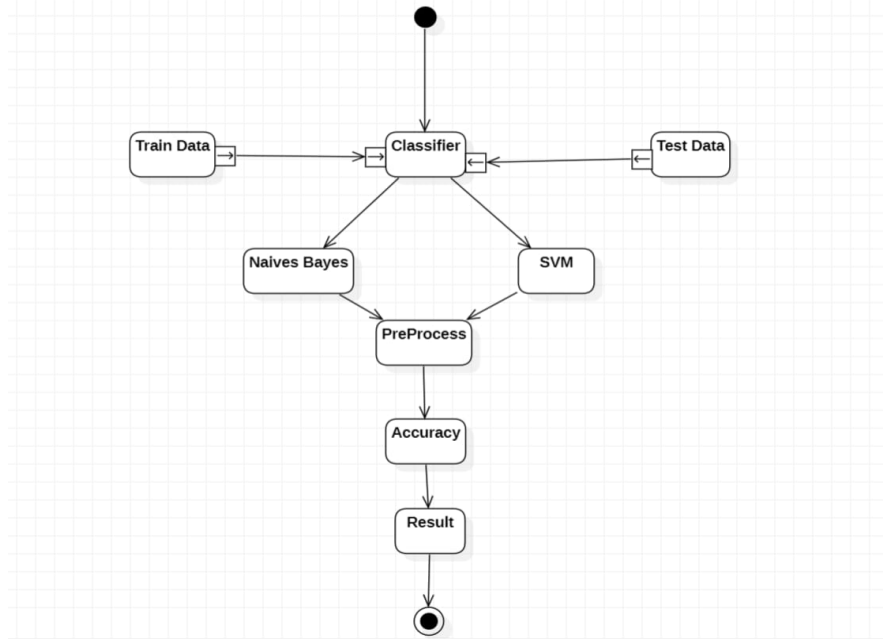 Train Data
Classifier
Test Data
Naives Bayes
SVM
PreProcess
Accuracy
Result